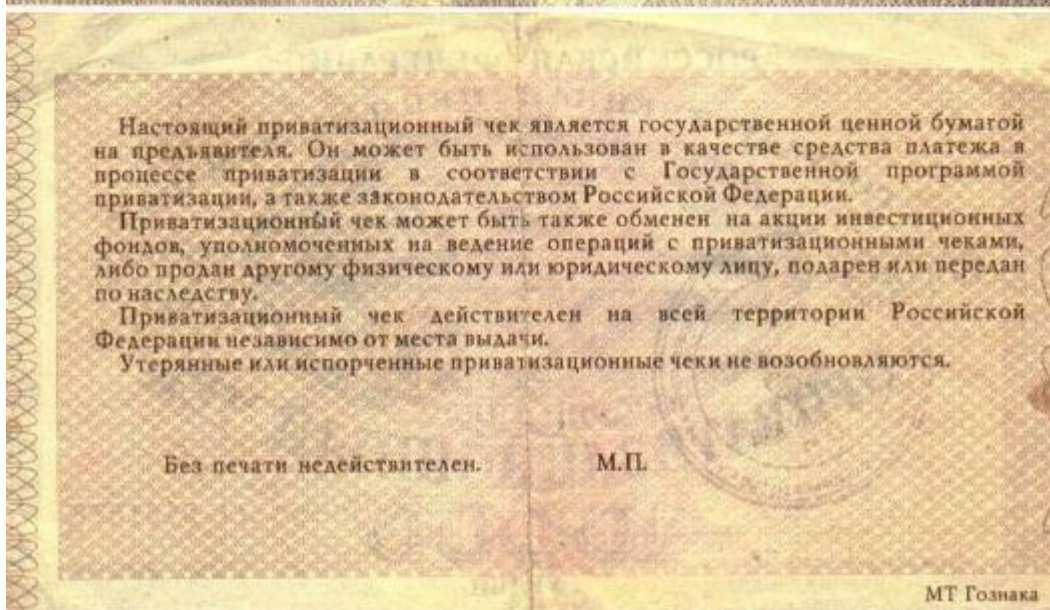 Настоящий приватизационный чек является государственной ценной бумагой
на предъявителя. Он может быть использован в качестве средства платежа в
процессе приватизации в соответствии с Государственной программой
приватизации, а также законодательством Российской Федерации.
Приватизационный чек может быть также обменен на акции инвестиционных
фондов, уполномоченных на ведение операций с приватизационными чеками,
либо продан другому физическому или юридическому лицу, подарен или передан
по наследству.
Приватизационный чек действителен на всей территории Российской
Федерации независимо от места выдачи.
Утерянные или испорченные приватизационные чеки не возобновляются.
Без печати недействителен. М.П.
МТ Гознака